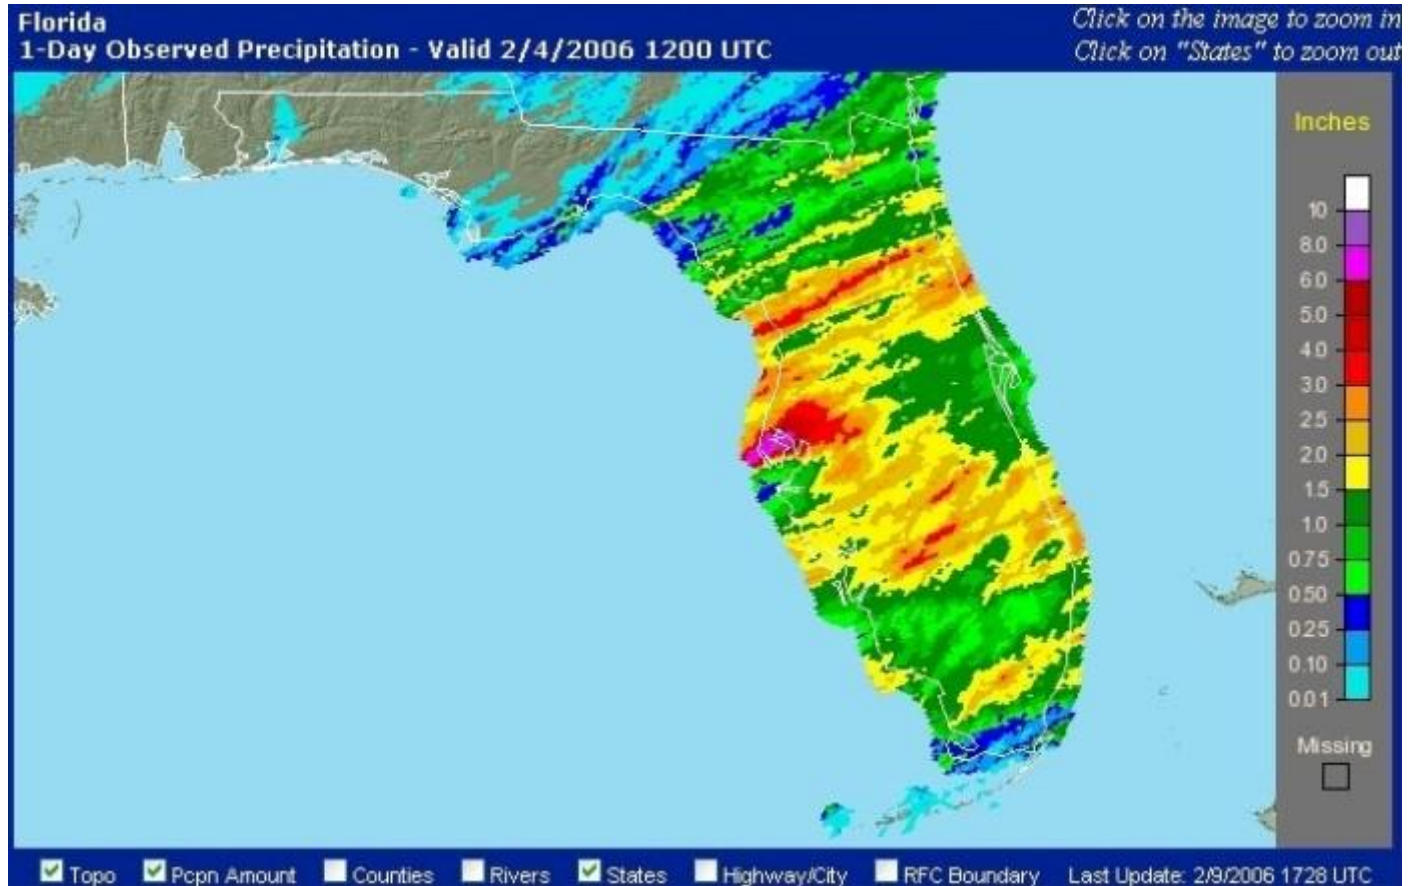 Florida
1-Day Observed Precipitation - Valid 2/4/2006 1200 UTC
Click on the image to zoom in
Click on "States" to zoom out
Inches
10
8.0
6.0
5.0
4.0
3.0
2.5
2.0
1.5
1.0
0.75
0.50
0.25
0.10
0.01
Missing
Topo Pcpn Amount Counties Rivers States Highway/City RFC Boundary Last Update: 2/9/2006 1728 UTC